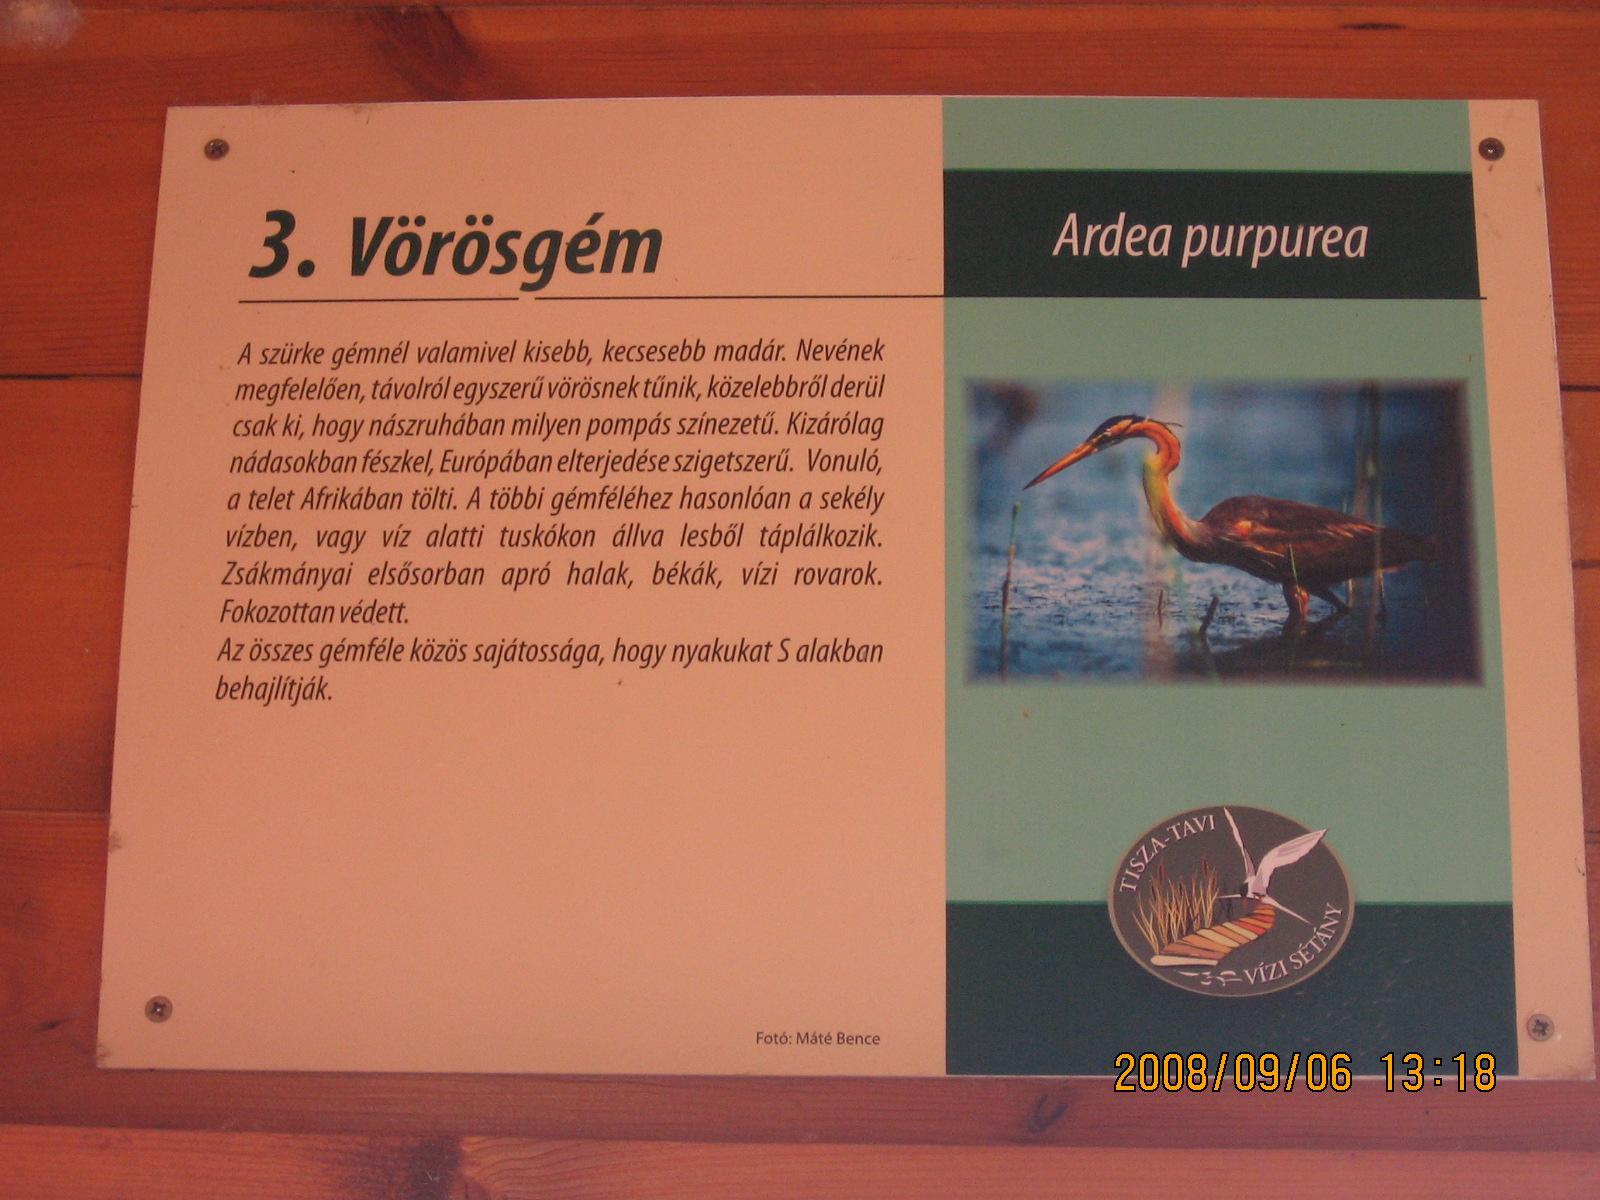 3. Vörösgém
Ardea purpurea
A szürke gémnél valamivel kisebb, kecsesebb madár. Nevének
megfelelően, távolról egyszerű vörösnek tűnik, közelebbről derül
csak ki, hogy nászruhában milyen pompás színezetű. Kizárólag
nádasokban fészkel, Európában elterjedése szigetszerű. Vonuló,
a telet Afrikában tölti. A többi gémféléhez hasonlóan a sekély
vízben, vagy víz alatti tuskókon állva lesből táplálkozik.
Zsákmányai elsősorban apró halak, békák, vízi rovarok.
Fokozottan védett.
Az összes gémféle közös sajátossága, hogy nyakukat S alakban
behajlítják.
Fotó: Máté Bence
TISZA-TAVI
VÍZI SÉTÁNY
2008/09/06 13:18